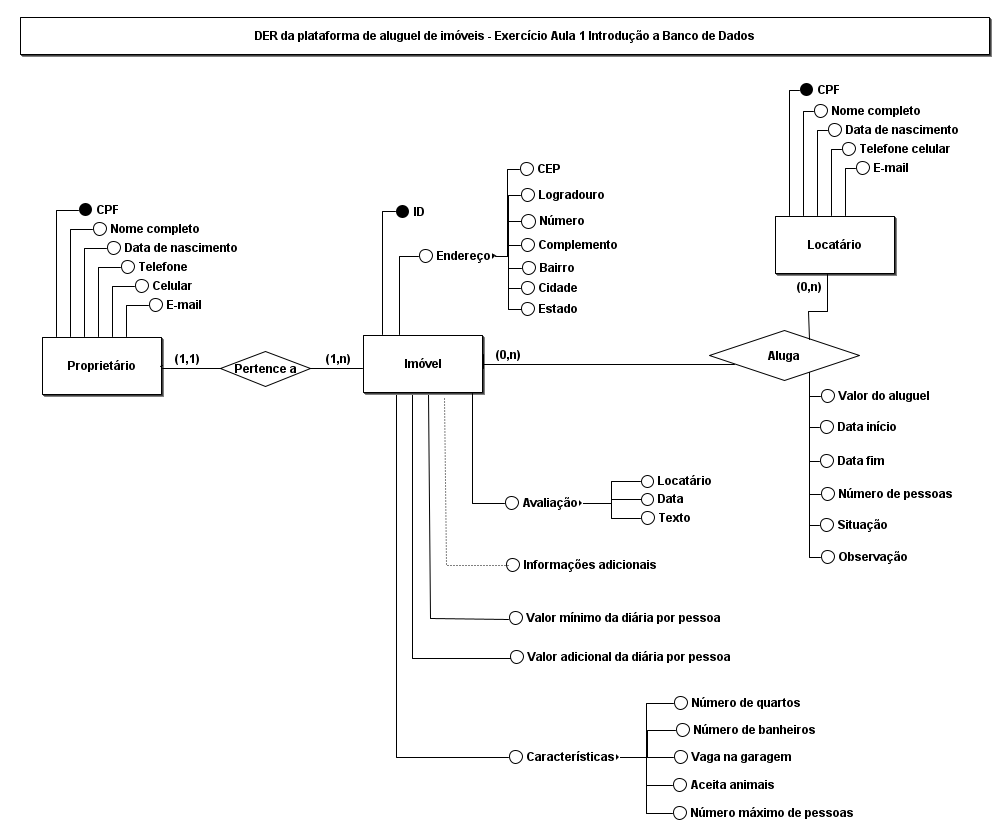 DER da plataforma de aluguel de imóveis - Exercício Aula 1 Introdução a Banco de Dados
CPF
Nome completo
Data de nascimento
Telefone celular
E-mail
Locatário
(0,n)
CEP
Logradouro
Número
Complemento
Bairro
Cidade
Estado
ID
Endereço
CPF
Nome completo
Data de nascimento
Telefone
Celular
E-mail
Proprietário
(1,1)
Pertence a
(1,n)
Imóvel
(0,n)
Aluga
Valor do aluguel
Data início
Data fim
Número de pessoas
Situação
Observação
Avaliação
Locatário
Data
Texto
Informações adicionais
Valor mínimo da diária por pessoa
Valor adicional da diária por pessoa
Características
Número de quartos
Número de banheiros
Vaga na garagem
Aceita animais
Número máximo de pessoas